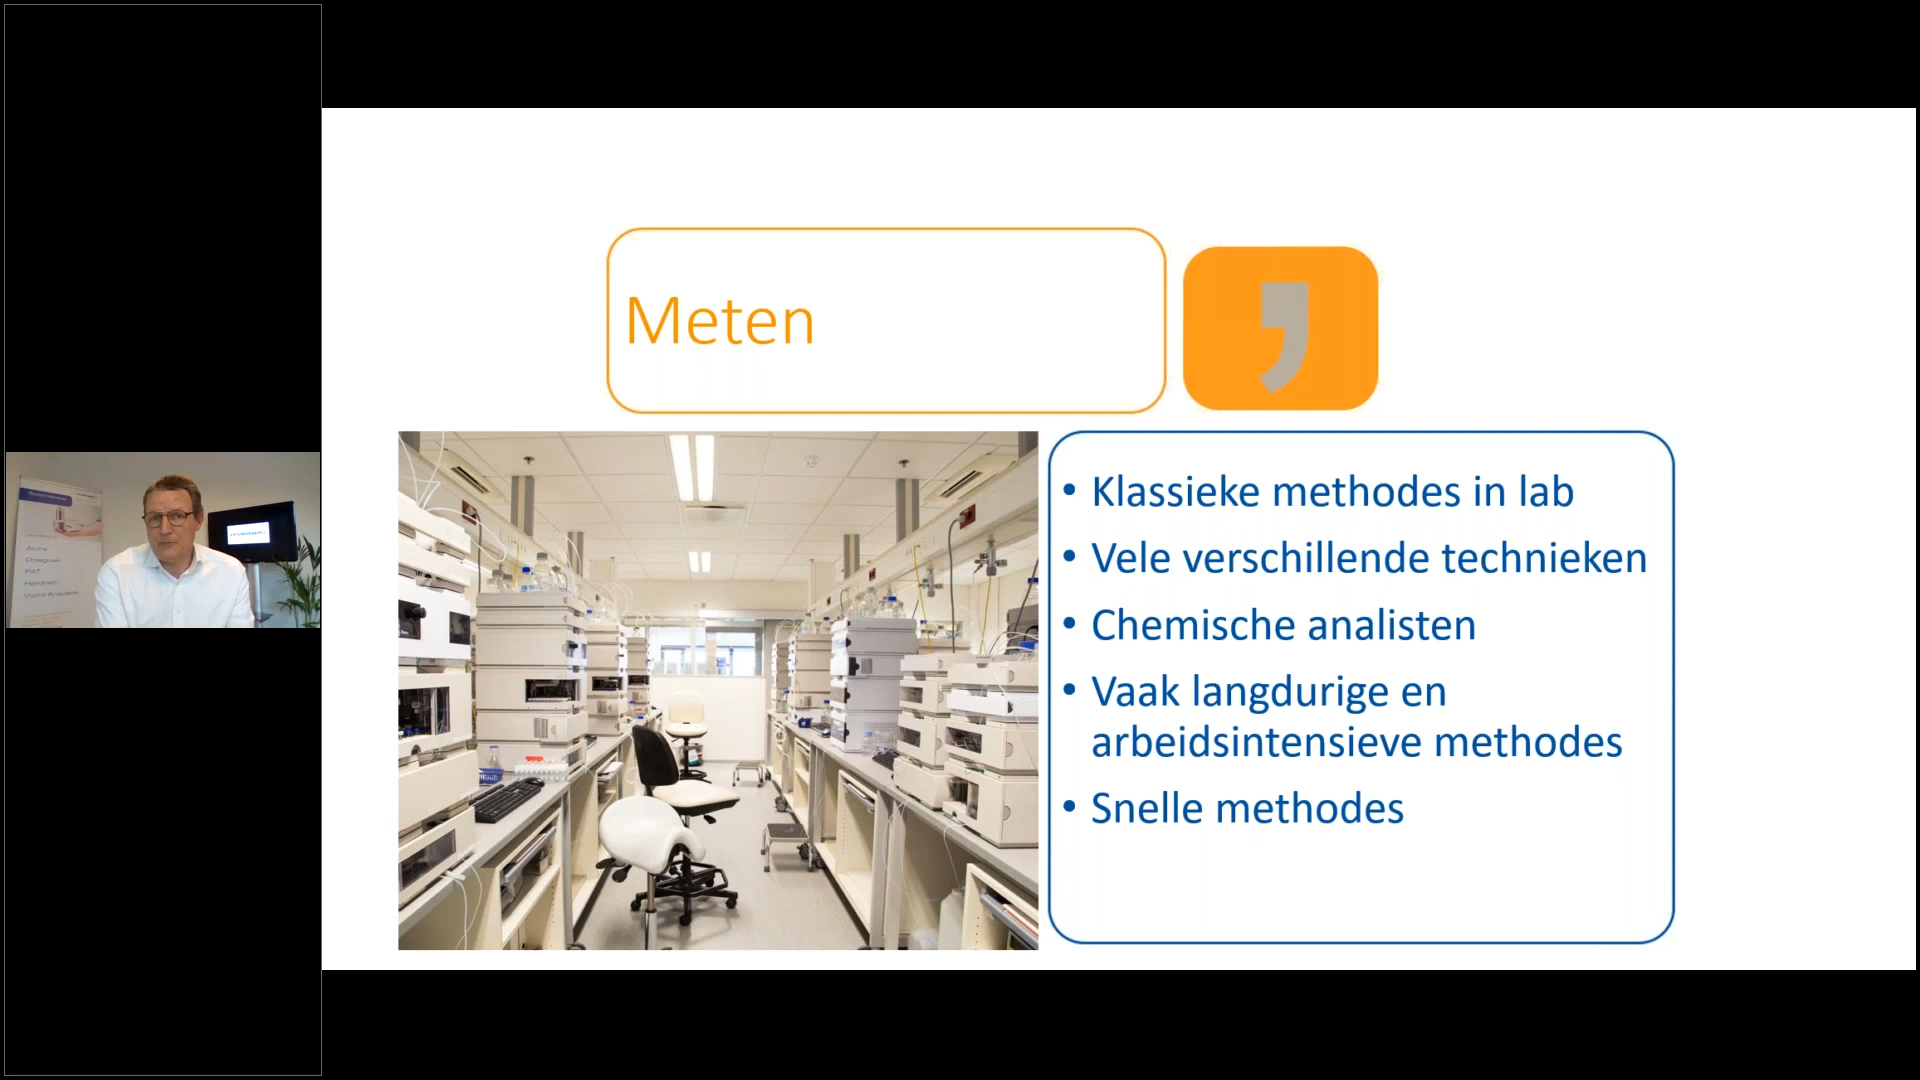 Meten
,
• Klassieke methodes in lab
• Vele verschillende technieken
• Chemische analisten
• Vaak langdurige en
arbeidsintensieve methodes
• Snelle methodes